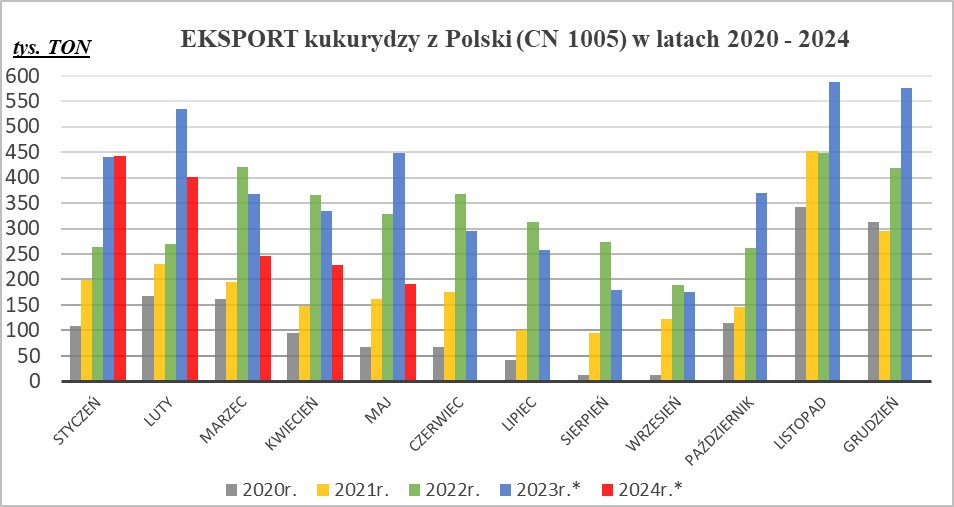 EKSPORT kukurydzy z Polski (CN 1005) w latach 2020 - 2024
tys. TON
600
550
500
450
400
350
300
250
200
150
100
50
0
STYCZEŃ
LUTY
MARZEC
KWICIEŃ
MAJ
CZERWIEC
LIPIEC
SIERPIEŃ
WRZESIEŃ
PAŹDZIERNIK
LISTOPAD
GRUDZIEŃ
2020r. 2021r. 2022r. 2023r.* 2024r.*